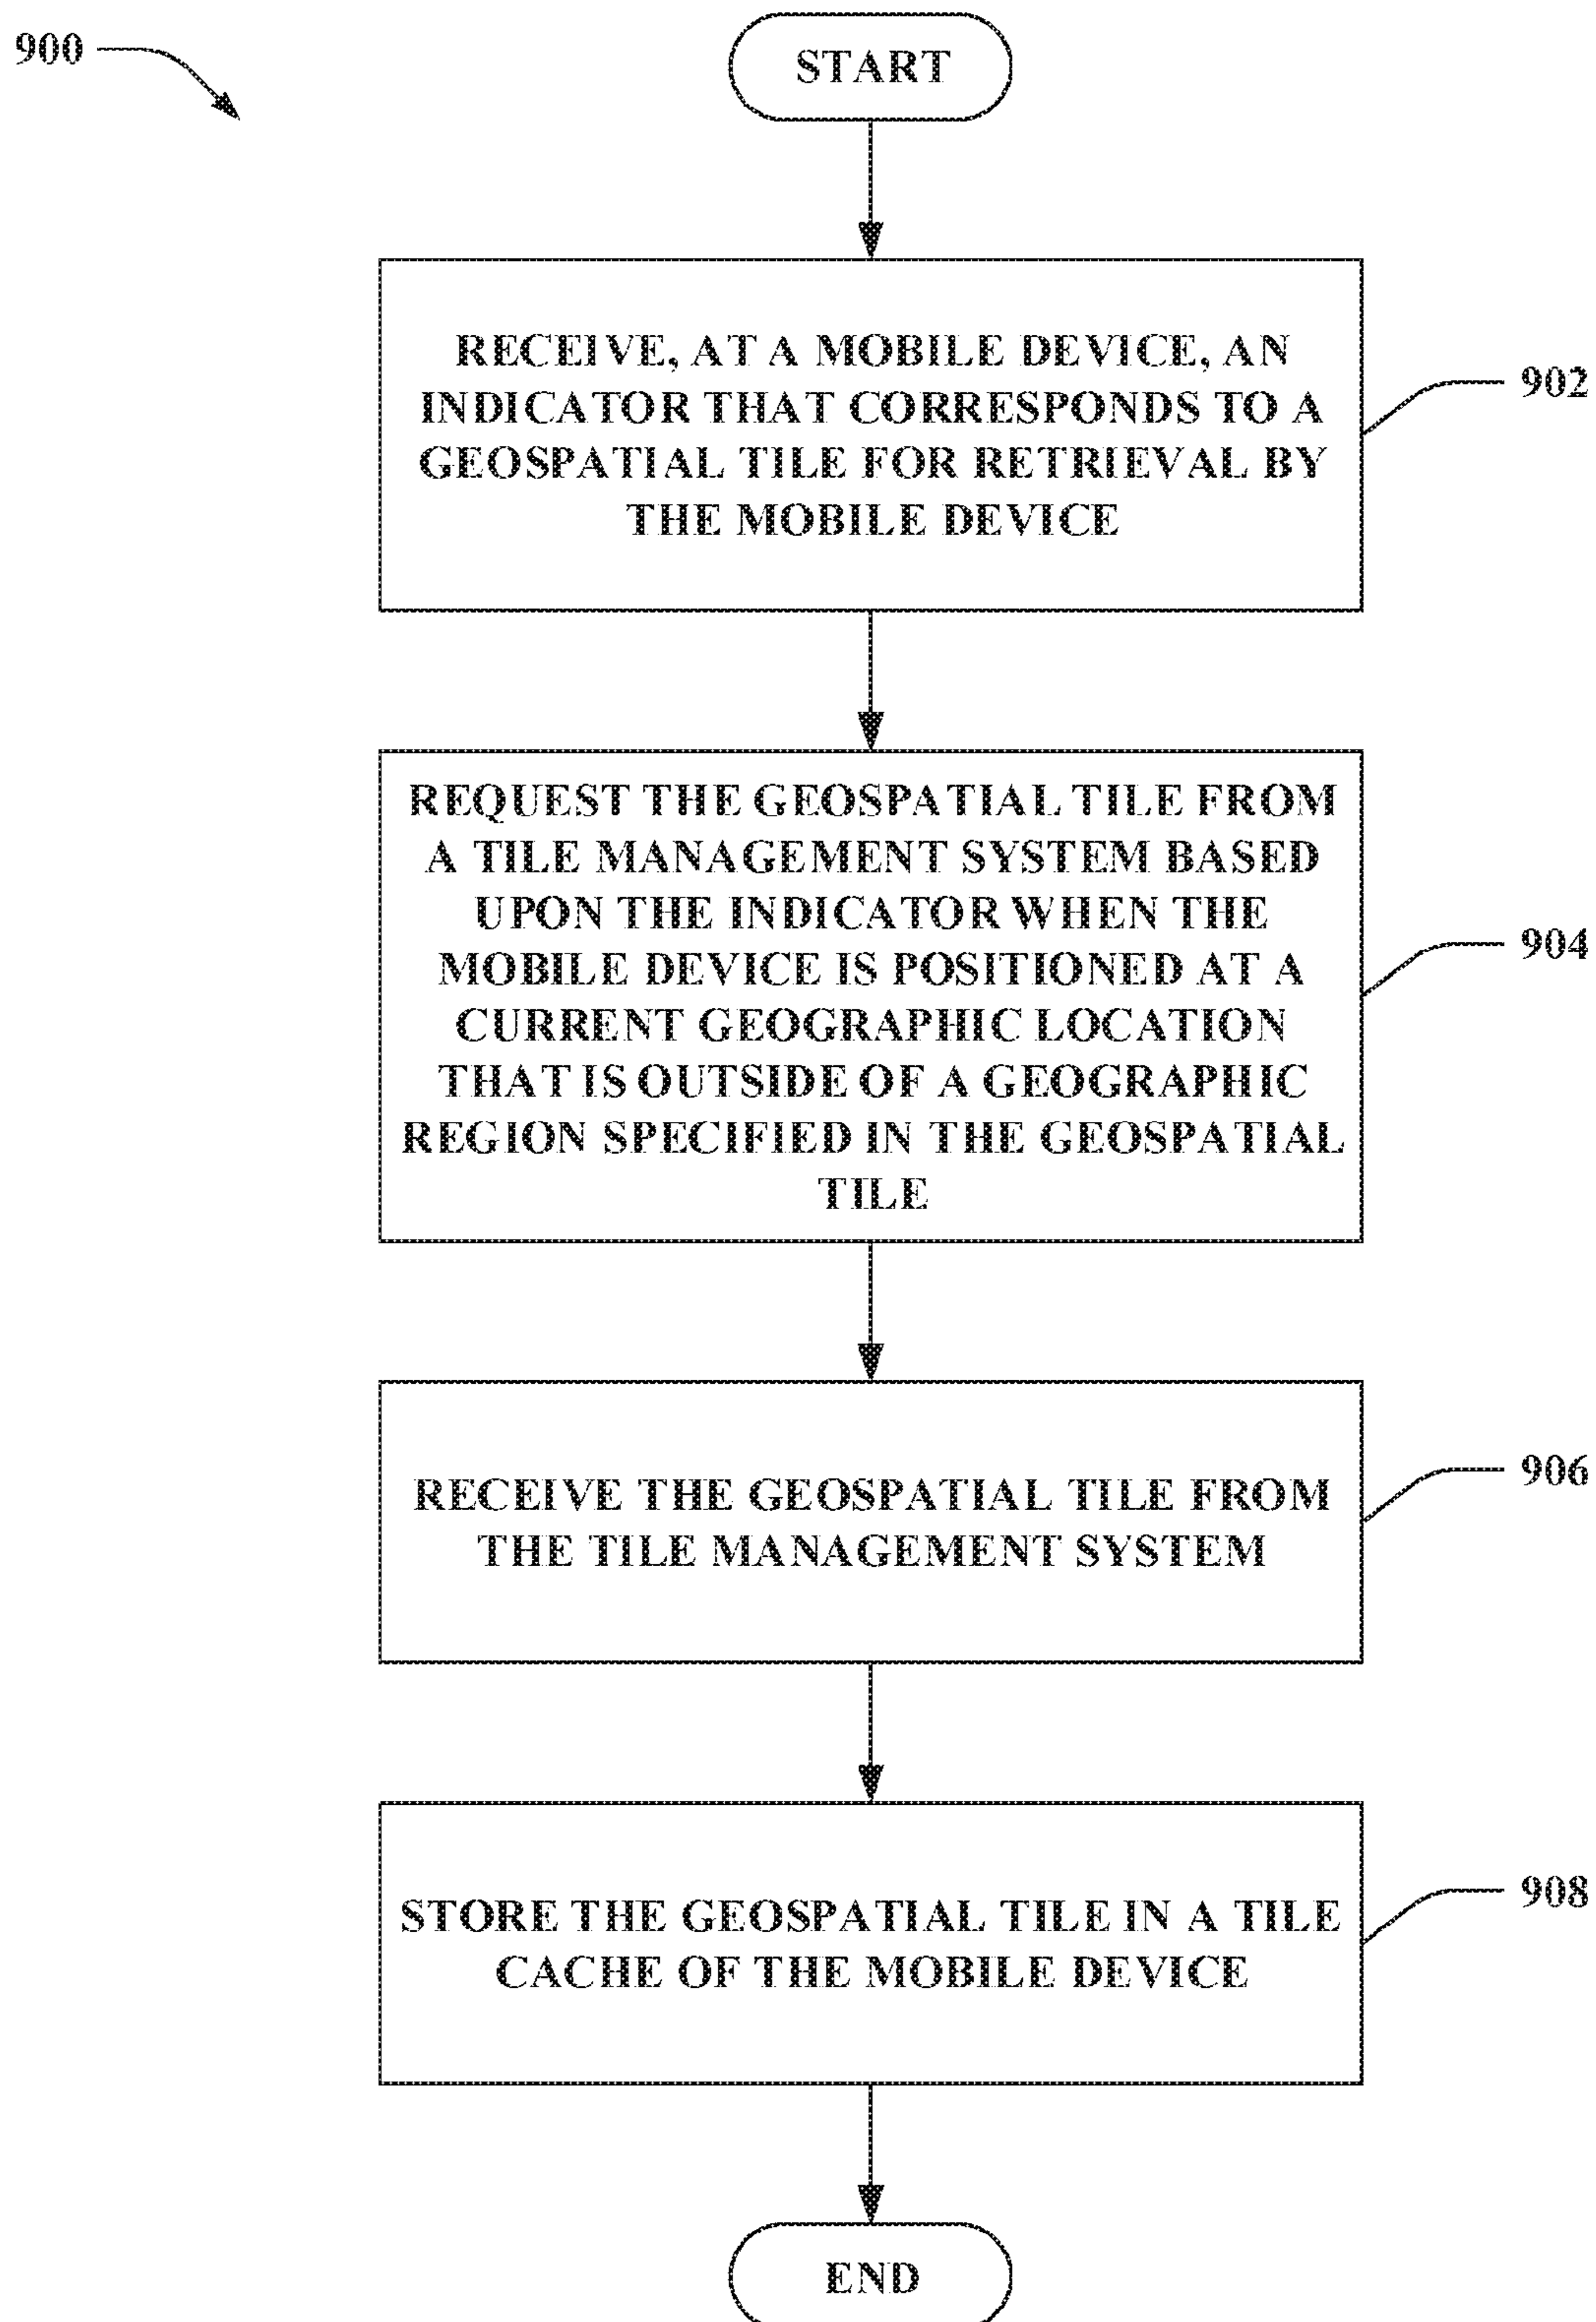 900
START
RECEIVE, AT A MOBILE DEVICE, AN
INDICATOR THAT CORRESPONDS TO A
GEOSPATIAL TILE FOR RETRIEVAL BY
THE MOBILE DEVICE
902
REQUEST THE GEOSPATIAL TILE FROM
A TILE MANAGEMENT SYSTEM BASED
UPON THE INDICATOR WHEN THE
MOBILE DEVICE IS POSITIONED AT A
CURRENT GEOGRAPHIC LOCATION
THAT IS OUTSIDE OF A GEOGRAPHIC
REGION SPECIFIED IN THE GEOSPATIAL
TILE
904
RECEIVE THE GEOSPATIAL TILE FROM
THE TILE MANAGEMENT SYSTEM
906
STORE THE GEOSPATIAL TILE IN A TILE
CACHE OF THE MOBILE DEVICE
908
END